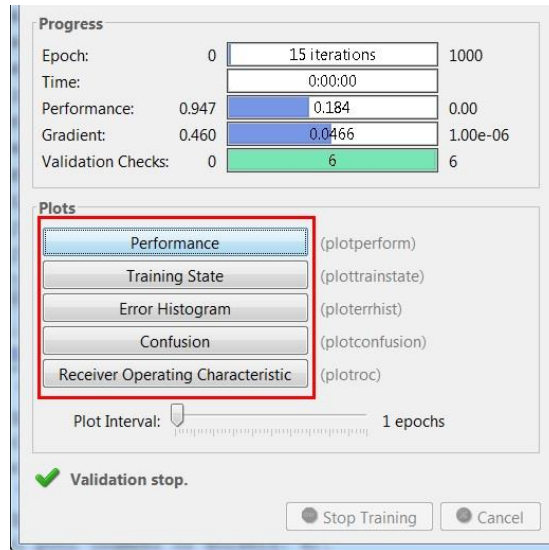 Progress
Epoch: 0 15 iterations 1000
Time: 0:00:00
Performance: 0.947 0.184 0.00
Gradient: 0.460 0.0466 1.00e-06
Validation Checks: 0 6 6
Plots
Performance (plotperform)
Training State (plottrainstate)
Error Histogram (ploterrhist)
Confusion (plotconfusion)
Receiver Operating Characteristic (plotroc)
Plot Interval: 1 epochs
Validation stop.
Stop Training Cancel